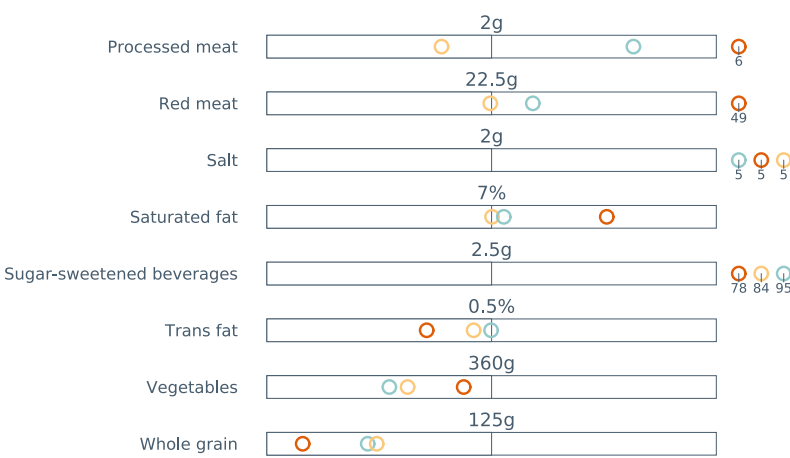 2g
Processed meat
6
22.5g
Red meat
49
2g
Salt
5 5 5
7%
Saturated fat
2.5g
Sugar-sweetened beverages
78 84 95
0.5%
Trans fat
360g
Vegetables
125g
Whole grain